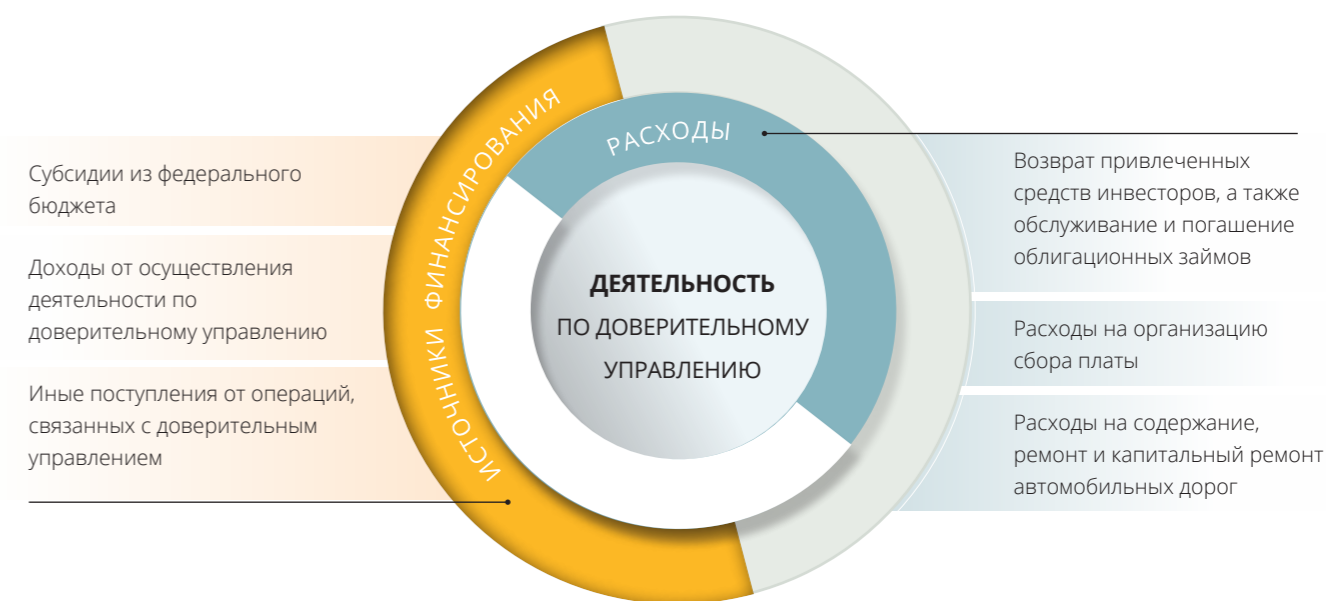 ИСТОЧНИКИ ФИНАНСИРОВАНИЯ
РАСХОДЫ
Субсидии из федерального
бюджета
Доходы от осуществления
деятельности по
доверительному управлению
Иные поступления от операций,
связанных с доверительным
управлением
ДЕЯТЕЛЬНОСТЬ
ПО ДОВЕРИТЕЛЬНОМУ
УПРАВЛЕНИЮ
Возврат привлеченных
средств инвесторов, а также
обслуживание и погашение
облигационных займов
Расходы на организацию
сбора платы
Расходы на содержание,
ремонт и капитальный ремонт
автомобильных дорог